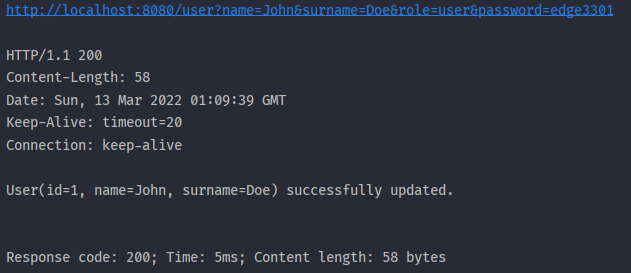 http://localhost:8080/user?name=John&surname=Doe&role=user&password=edge3301
HTTP/1.1 200
Content-Length: 58
Date: Sun, 13 Mar 2022 01:09:39 GMT
Keep-Alive: timeout=20
Connection: keep-alive
User(id=1, name=John, surname=Doe) successfully updated.
Response code: 200; Time: 5ms; Content length: 58 bytes